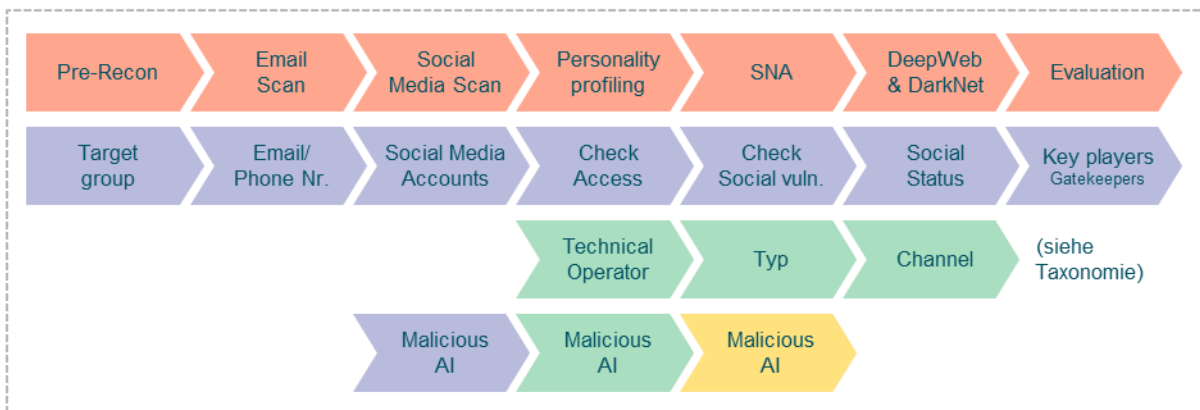 Pre-Recon
Email
Scan
Social
Media Scan
Personality
profiling
SNA
DeepWeb
& DarkNet
Evaluation
Target
group
Email/
Phone Nr.
Social Media
Accounts
Check
Access
Check
Social vuln.
Social
Status
Key players
Gatekeepers
Technical
Operator
Typ
Channel
(siehe
Taxonomie)
Malicious
AI
Malicious
AI
Malicious
AI